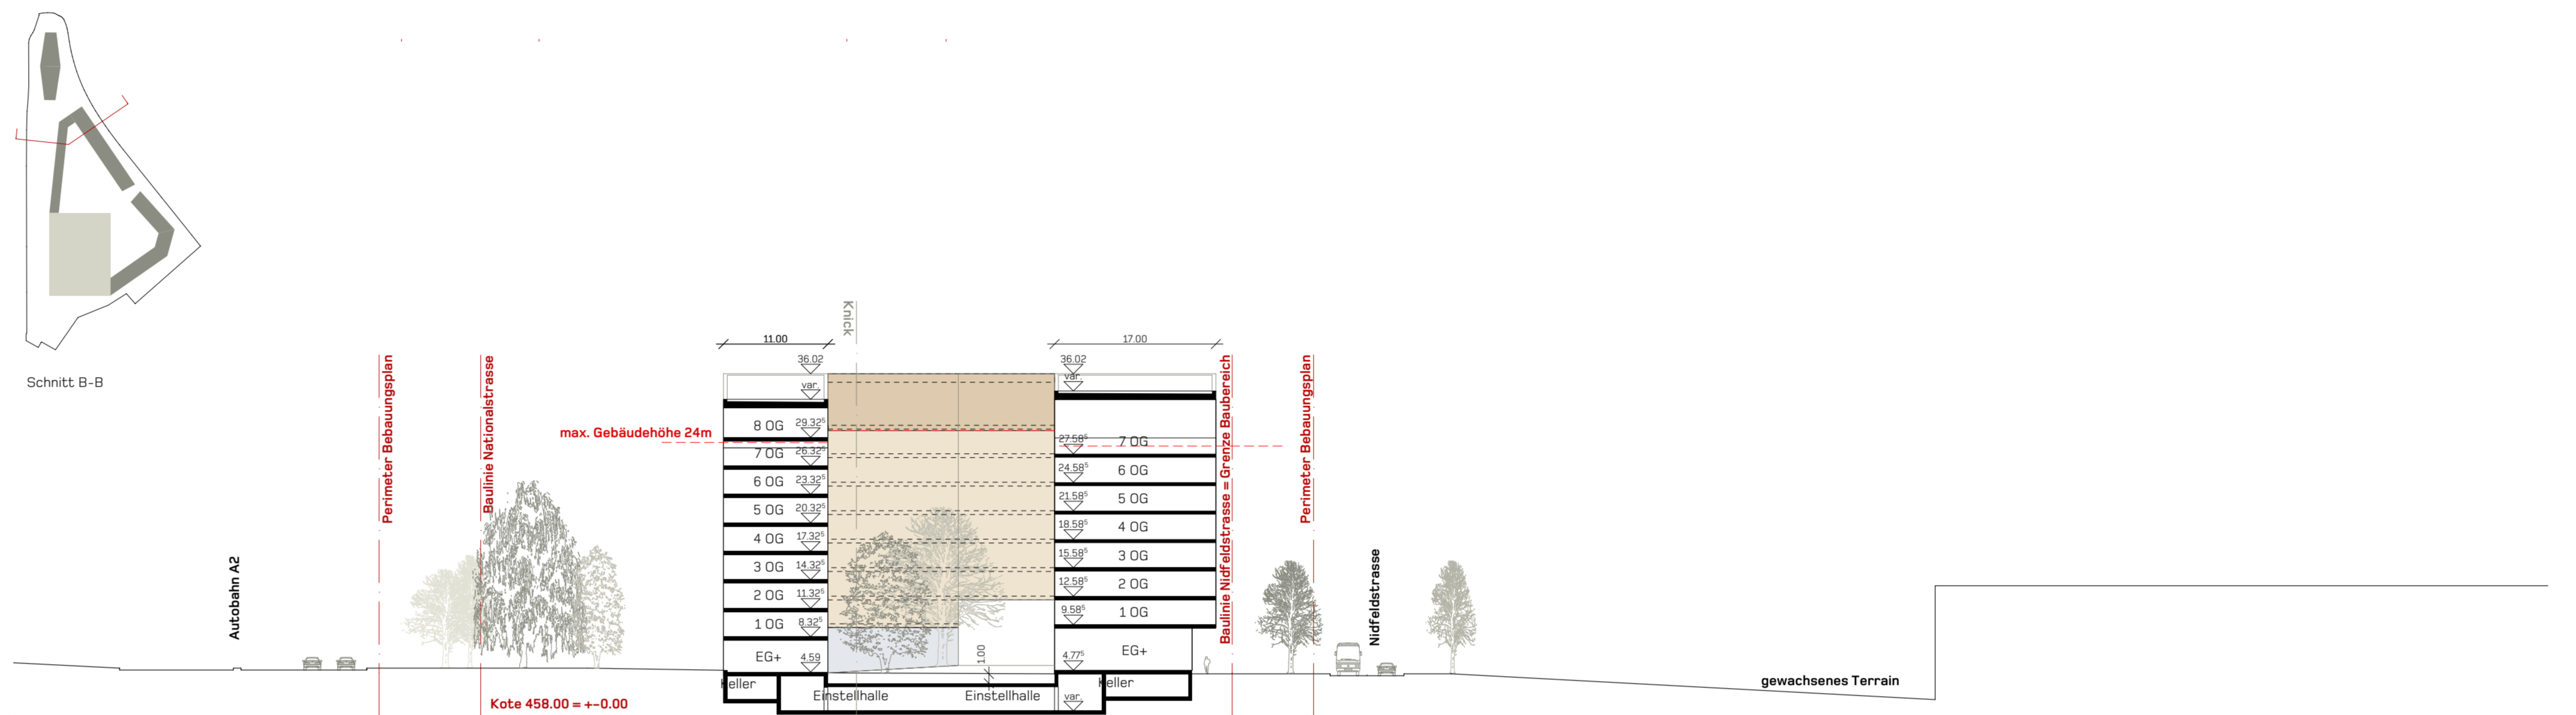 Schnitt B-B
Knick
11.00
17.00
36.02
36.02
var.
var.
Perimeter Bebauungsplan
Baulinie Nationalstrasse
max. Gebäudehöhe 24m
Baulinie Nidfeldstrasse = Grenze Baubereich
Perimeter Bebauungsplan
8 OG 29.32⁵
7 OG 26.32⁵
6 OG 23.32⁵
5 OG 20.32⁵
4 OG 17.32⁵
3 OG 14.32⁵
2 OG 11.32⁵
1 OG 8.32⁵
EG+ 4.59
27.58⁵ 7 OG
24.58⁵ 6 OG
21.58⁵ 5 OG
18.58⁵ 4 OG
15.58⁵ 3 OG
12.58⁵ 2 OG
9.58⁵ 1 OG
4.77⁵ EG+
1.00
Autobahn A2
Nidfeldstrasse
Keller
Einstellhalle
Einstellhalle
var.
Keller
gewachsenes Terrain
Kote 458.00 = +-0.00